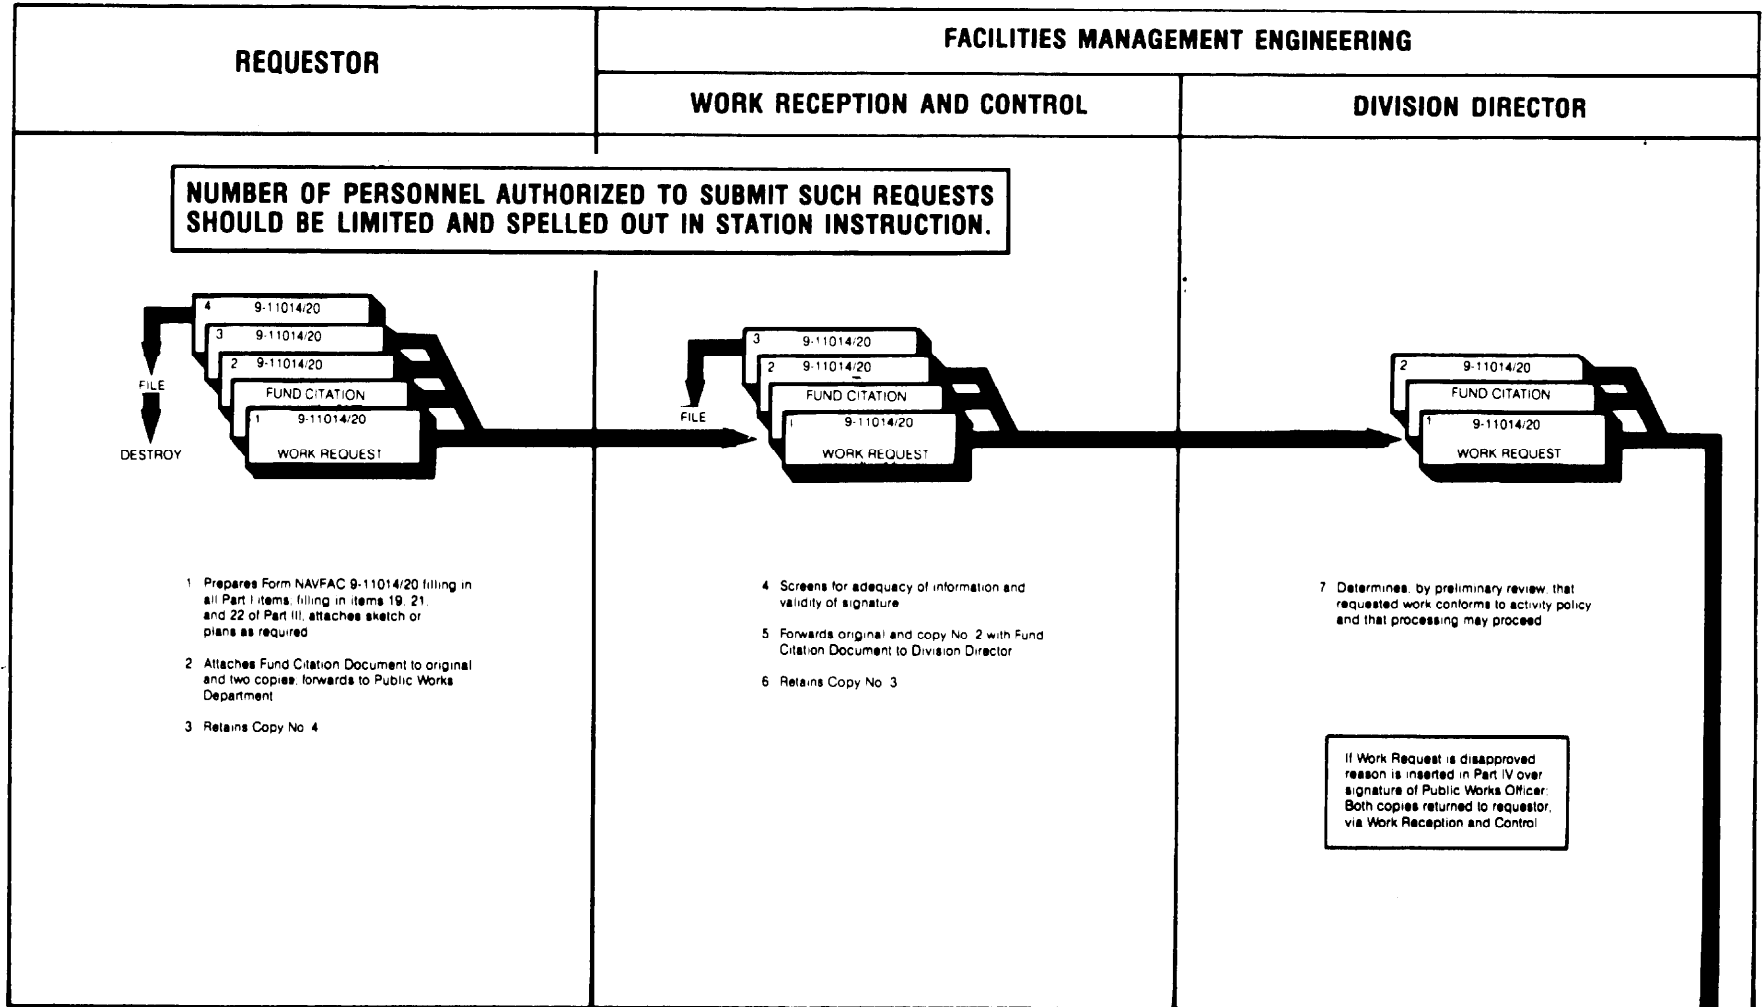 REQUESTOR
FACILITIES MANAGEMENT ENGINEERING
WORK RECEPTION AND CONTROL
DIVISION DIRECTOR
NUMBER OF PERSONNEL AUTHORIZED TO SUBMIT SUCH REQUESTS
SHOULD BE LIMITED AND SPELLED OUT IN STATION INSTRUCTION.
4 9-11014/20
3 9-11014/20
2 9-11014/20
FUND CITATION
1 9-11014/20
WORK REQUEST
FILE
DESTROY
3 9-11014/20
2 9-11014/20
FUND CITATION
1 9-11014/20
WORK REQUEST
FILE
2 9-11014/20
FUND CITATION
1 9-11014/20
WORK REQUEST
1 Prepares Form NAVFAC 9-11014/20 filling in
all Part I items, filling in items 19, 21,
and 22 of Part III, attaches sketch or
plans as required
2 Attaches Fund Citation Document to original
and two copies, forwards to Public Works
Department
3 Retains Copy No 4
4 Screens for adequacy of information and
validity of signature
5 Forwards original and copy No 2 with Fund
Citation Document to Division Director
6 Retains Copy No 3
7 Determines, by preliminary review, that
requested work conforms to activity policy
and that processing may proceed
If Work Request is disapproved
reason is inserted in Part IV over
signature of Public Works Officer;
Both copies returned to requestor,
via Work Reception and Control